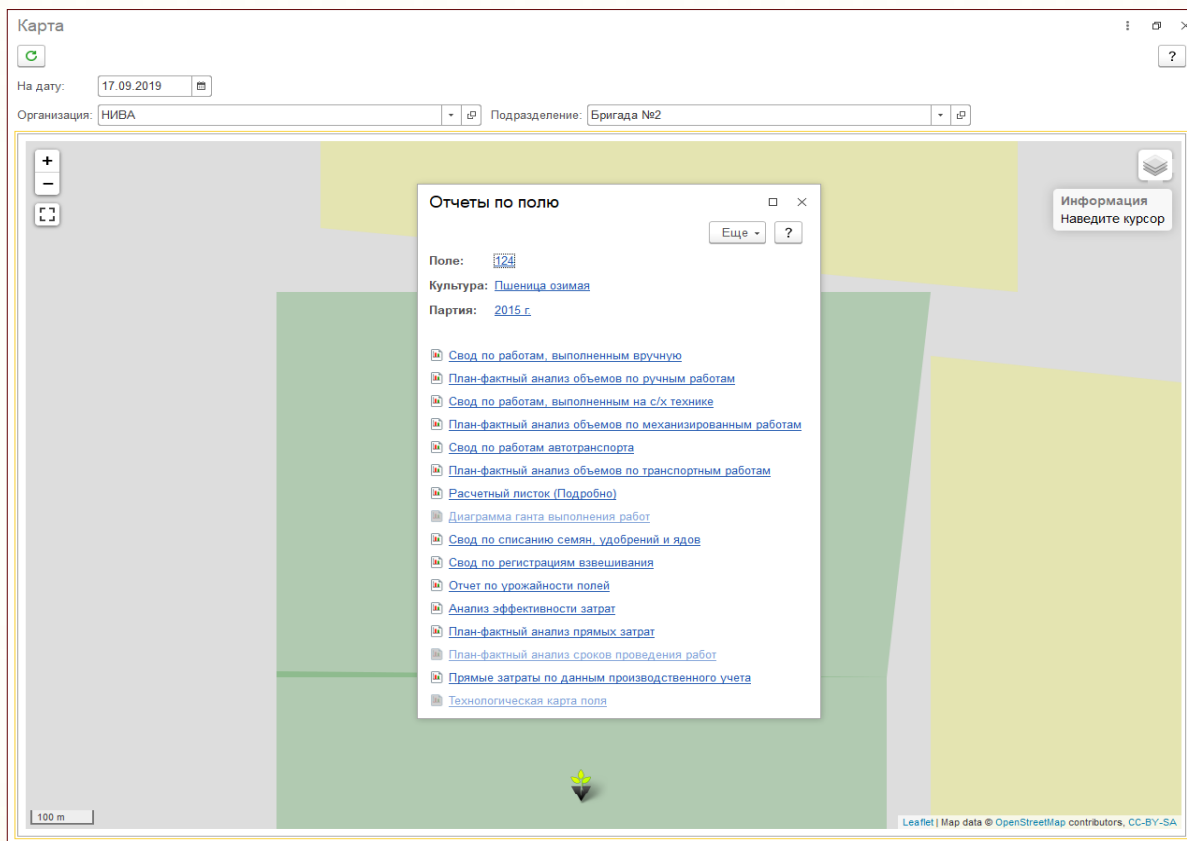 Карта
?
На дату: 17.09.2019
Организация: НИВА Подразделение: Бригада №2
+
−
Информация
Наведите курсор
Отчеты по полю
Еще ?
Поле: 124
Культура: Пшеница озимая
Партия: 2015 г.
Свод по работам, выполненным вручную
План-фактный анализ объемов по ручным работам
Свод по работам, выполненным на с/х технике
План-фактный анализ объемов по механизированным работам
Свод по работам автотранспорта
План-фактный анализ объемов по транспортным работам
Расчетный листок (Подробно)
Диаграмма ганта выполнения работ
Свод по списанию семян, удобрений и ядов
Свод по регистрациям взвешивания
Отчет по урожайности полей
Анализ эффективности затрат
План-фактный анализ прямых затрат
План-фактный анализ сроков проведения работ
Прямые затраты по данным производственного учета
Технологическая карта поля
100 m
Leaflet | Map data © OpenStreetMap contributors, CC-BY-SA